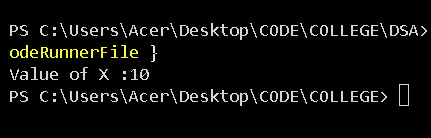 PS C:\Users\Acer\Desktop\CODE\COLLEGE\DSA>
odeRunnerFile }
Value of X :10
PS C:\Users\Acer\Desktop\CODE\COLLEGE>